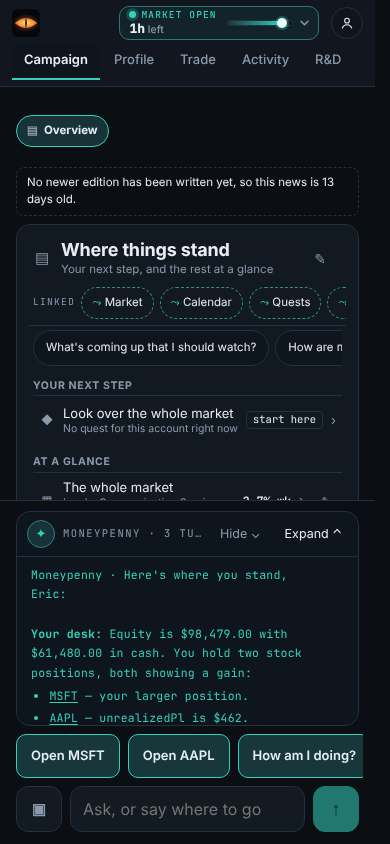 MARKET OPEN
1h left
Campaign Profile Trade Activity R&D
Overview
No newer edition has been written yet, so this news is 13
days old.
Where things stand
Your next step, and the rest at a glance
LINKED Market Calendar Quests
What's coming up that I should watch? How are
YOUR NEXT STEP
Look over the whole market
No quest for this account right now
start here
AT A GLANCE
The whole market
MONEYPENNY · 3 TU… Hide Expand
Moneypenny · Here's where you stand,
Eric:
Your desk: Equity is $98,479.00 with
$61,480.00 in cash. You hold two stock
positions, both showing a gain:
• MSFT — your larger position.
• AAPL — unrealizedPl is $462.
Open MSFT Open AAPL How am I doing?
Ask, or say where to go